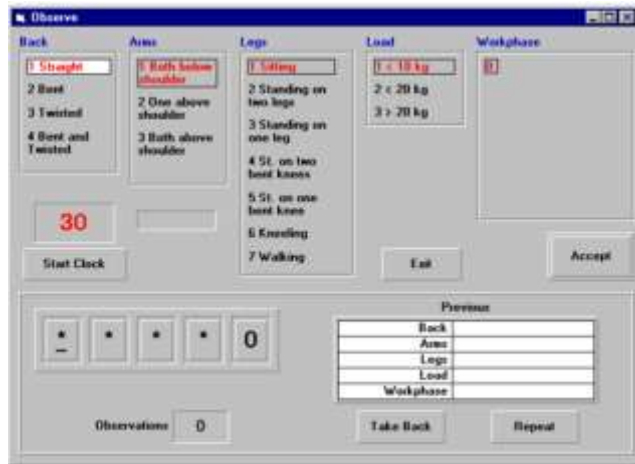 Observe
Back
Arms
Legs
Load
Workphase
1 Straight
2 Bent
3 Twisted
4 Bent and
Twisted
1 Both below
shoulder
2 One above
shoulder
3 Both above
shoulder
1 Sitting
2 Standing on
two legs
3 Standing on
one leg
4 St. on two
bent knees
5 St. on one
bent knee
6 Kneeling
7 Walking
1 < 10 kg
2 < 20 kg
3 > 20 kg
30
Start Clock
Exit
Accept
* * * * 0
Observations 0
Previous
Back
Arms
Legs
Load
Workphase
Take Back
Repeat